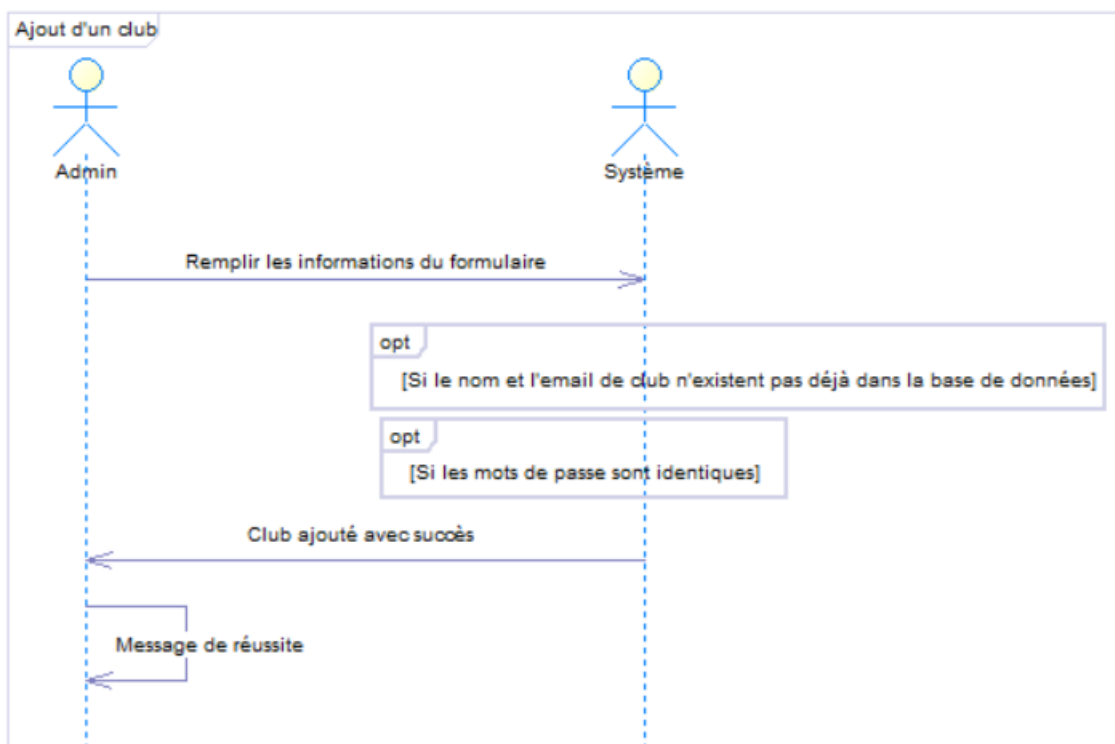 Ajout d'un club
Admin
Système
Remplir les informations du formulaire
opt
[Si le nom et l'email de club n'existent pas déjà dans la base de données]
opt
[Si les mots de passe sont identiques]
Club ajouté avec succès
Message de réussite